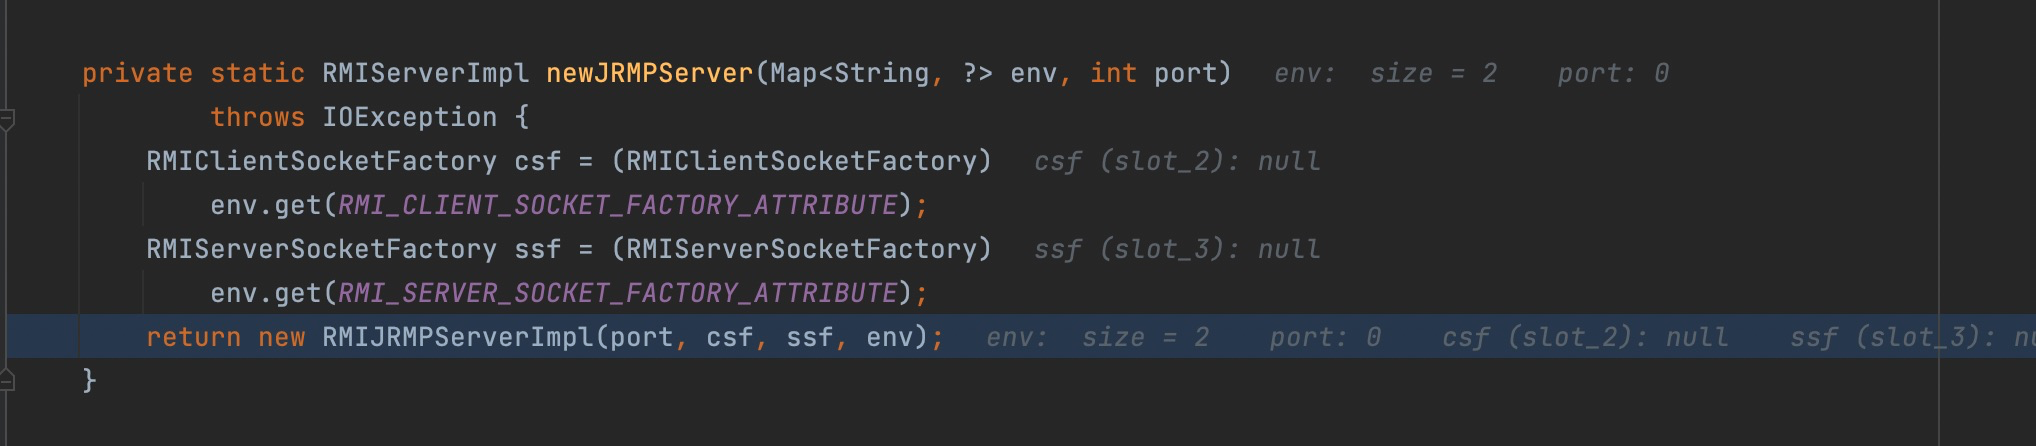 private static RMIServerImpl newJRMPServer(Map<String, ?> env, int port)   env:  size = 2    port: 0
        throws IOException {
    RMIClientSocketFactory csf = (RMIClientSocketFactory)   csf (slot_2): null
        env.get(RMI_CLIENT_SOCKET_FACTORY_ATTRIBUTE);
    RMIServerSocketFactory ssf = (RMIServerSocketFactory)   ssf (slot_3): null
        env.get(RMI_SERVER_SOCKET_FACTORY_ATTRIBUTE);
    return new RMIJRMPServerImpl(port, csf, ssf, env);   env:  size = 2    port: 0    csf (slot_2): null    ssf (slot_3):
}